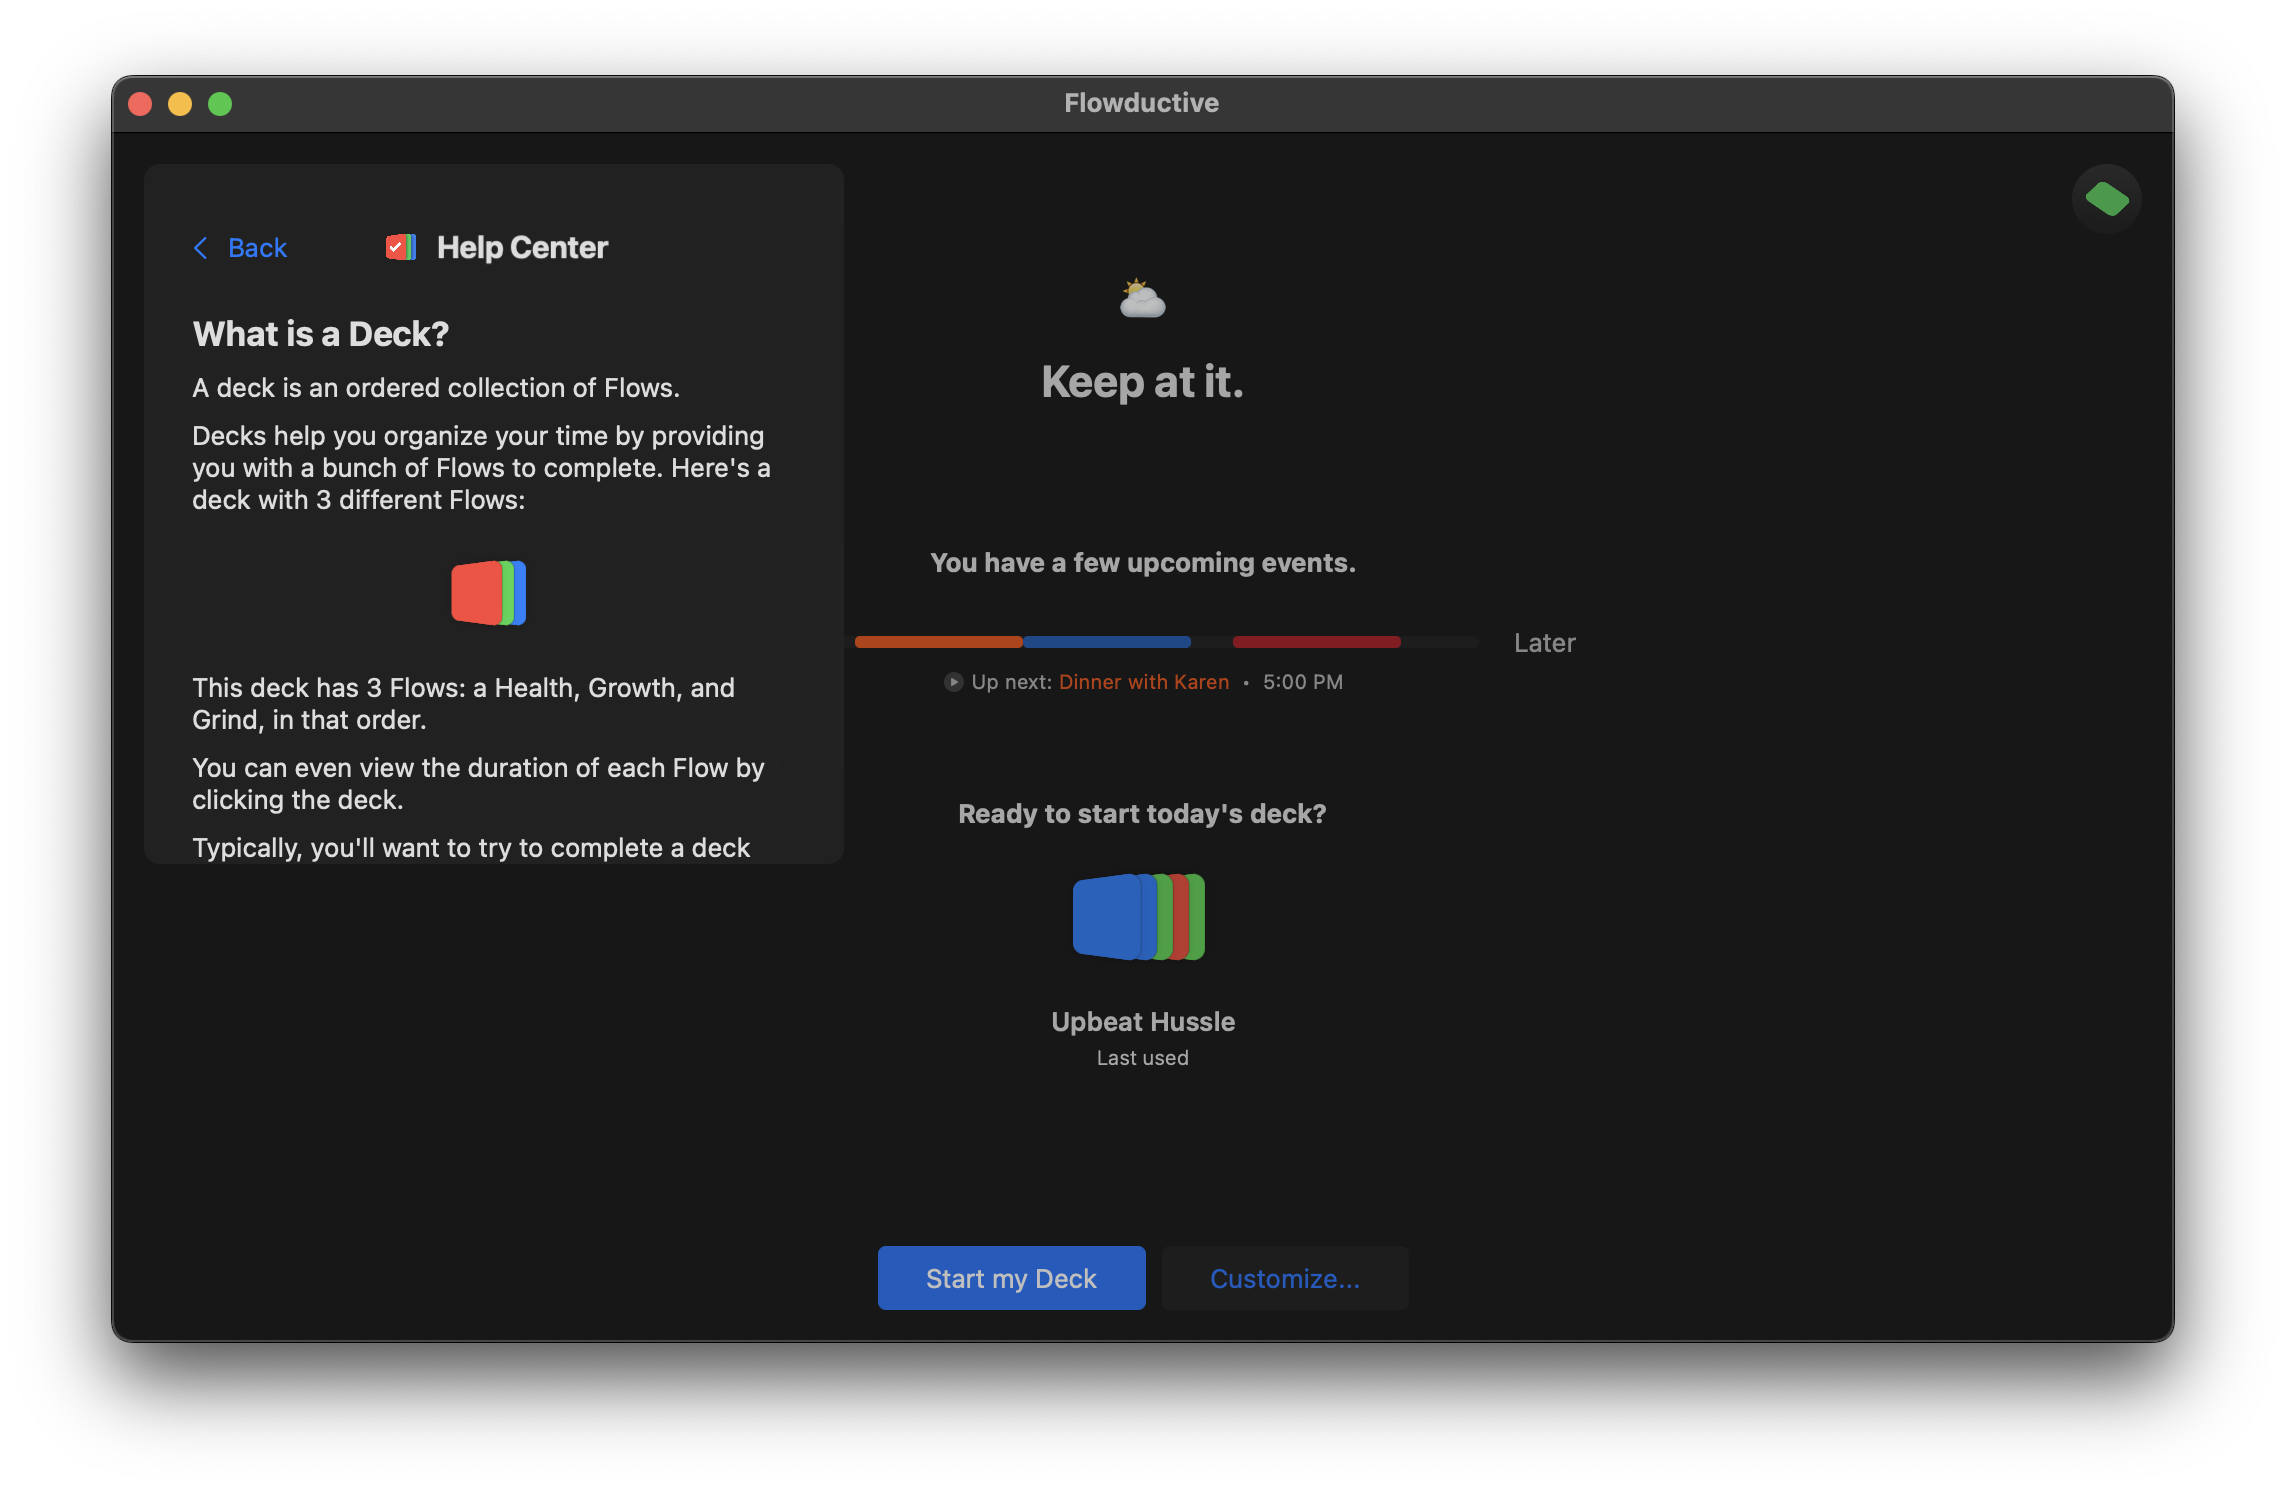 Flowductive
Back
Help Center
What is a Deck?
A deck is an ordered collection of Flows.
Decks help you organize your time by providing
you with a bunch of Flows to complete. Here's a
deck with 3 different Flows:
This deck has 3 Flows: a Health, Growth, and
Grind, in that order.
You can even view the duration of each Flow by
clicking the deck.
Typically, you'll want to try to complete a deck
Keep at it.
You have a few upcoming events.
Later
Up next: Dinner with Karen • 5:00 PM
Ready to start today's deck?
Upbeat Hussle
Last used
Start my Deck
Customize...